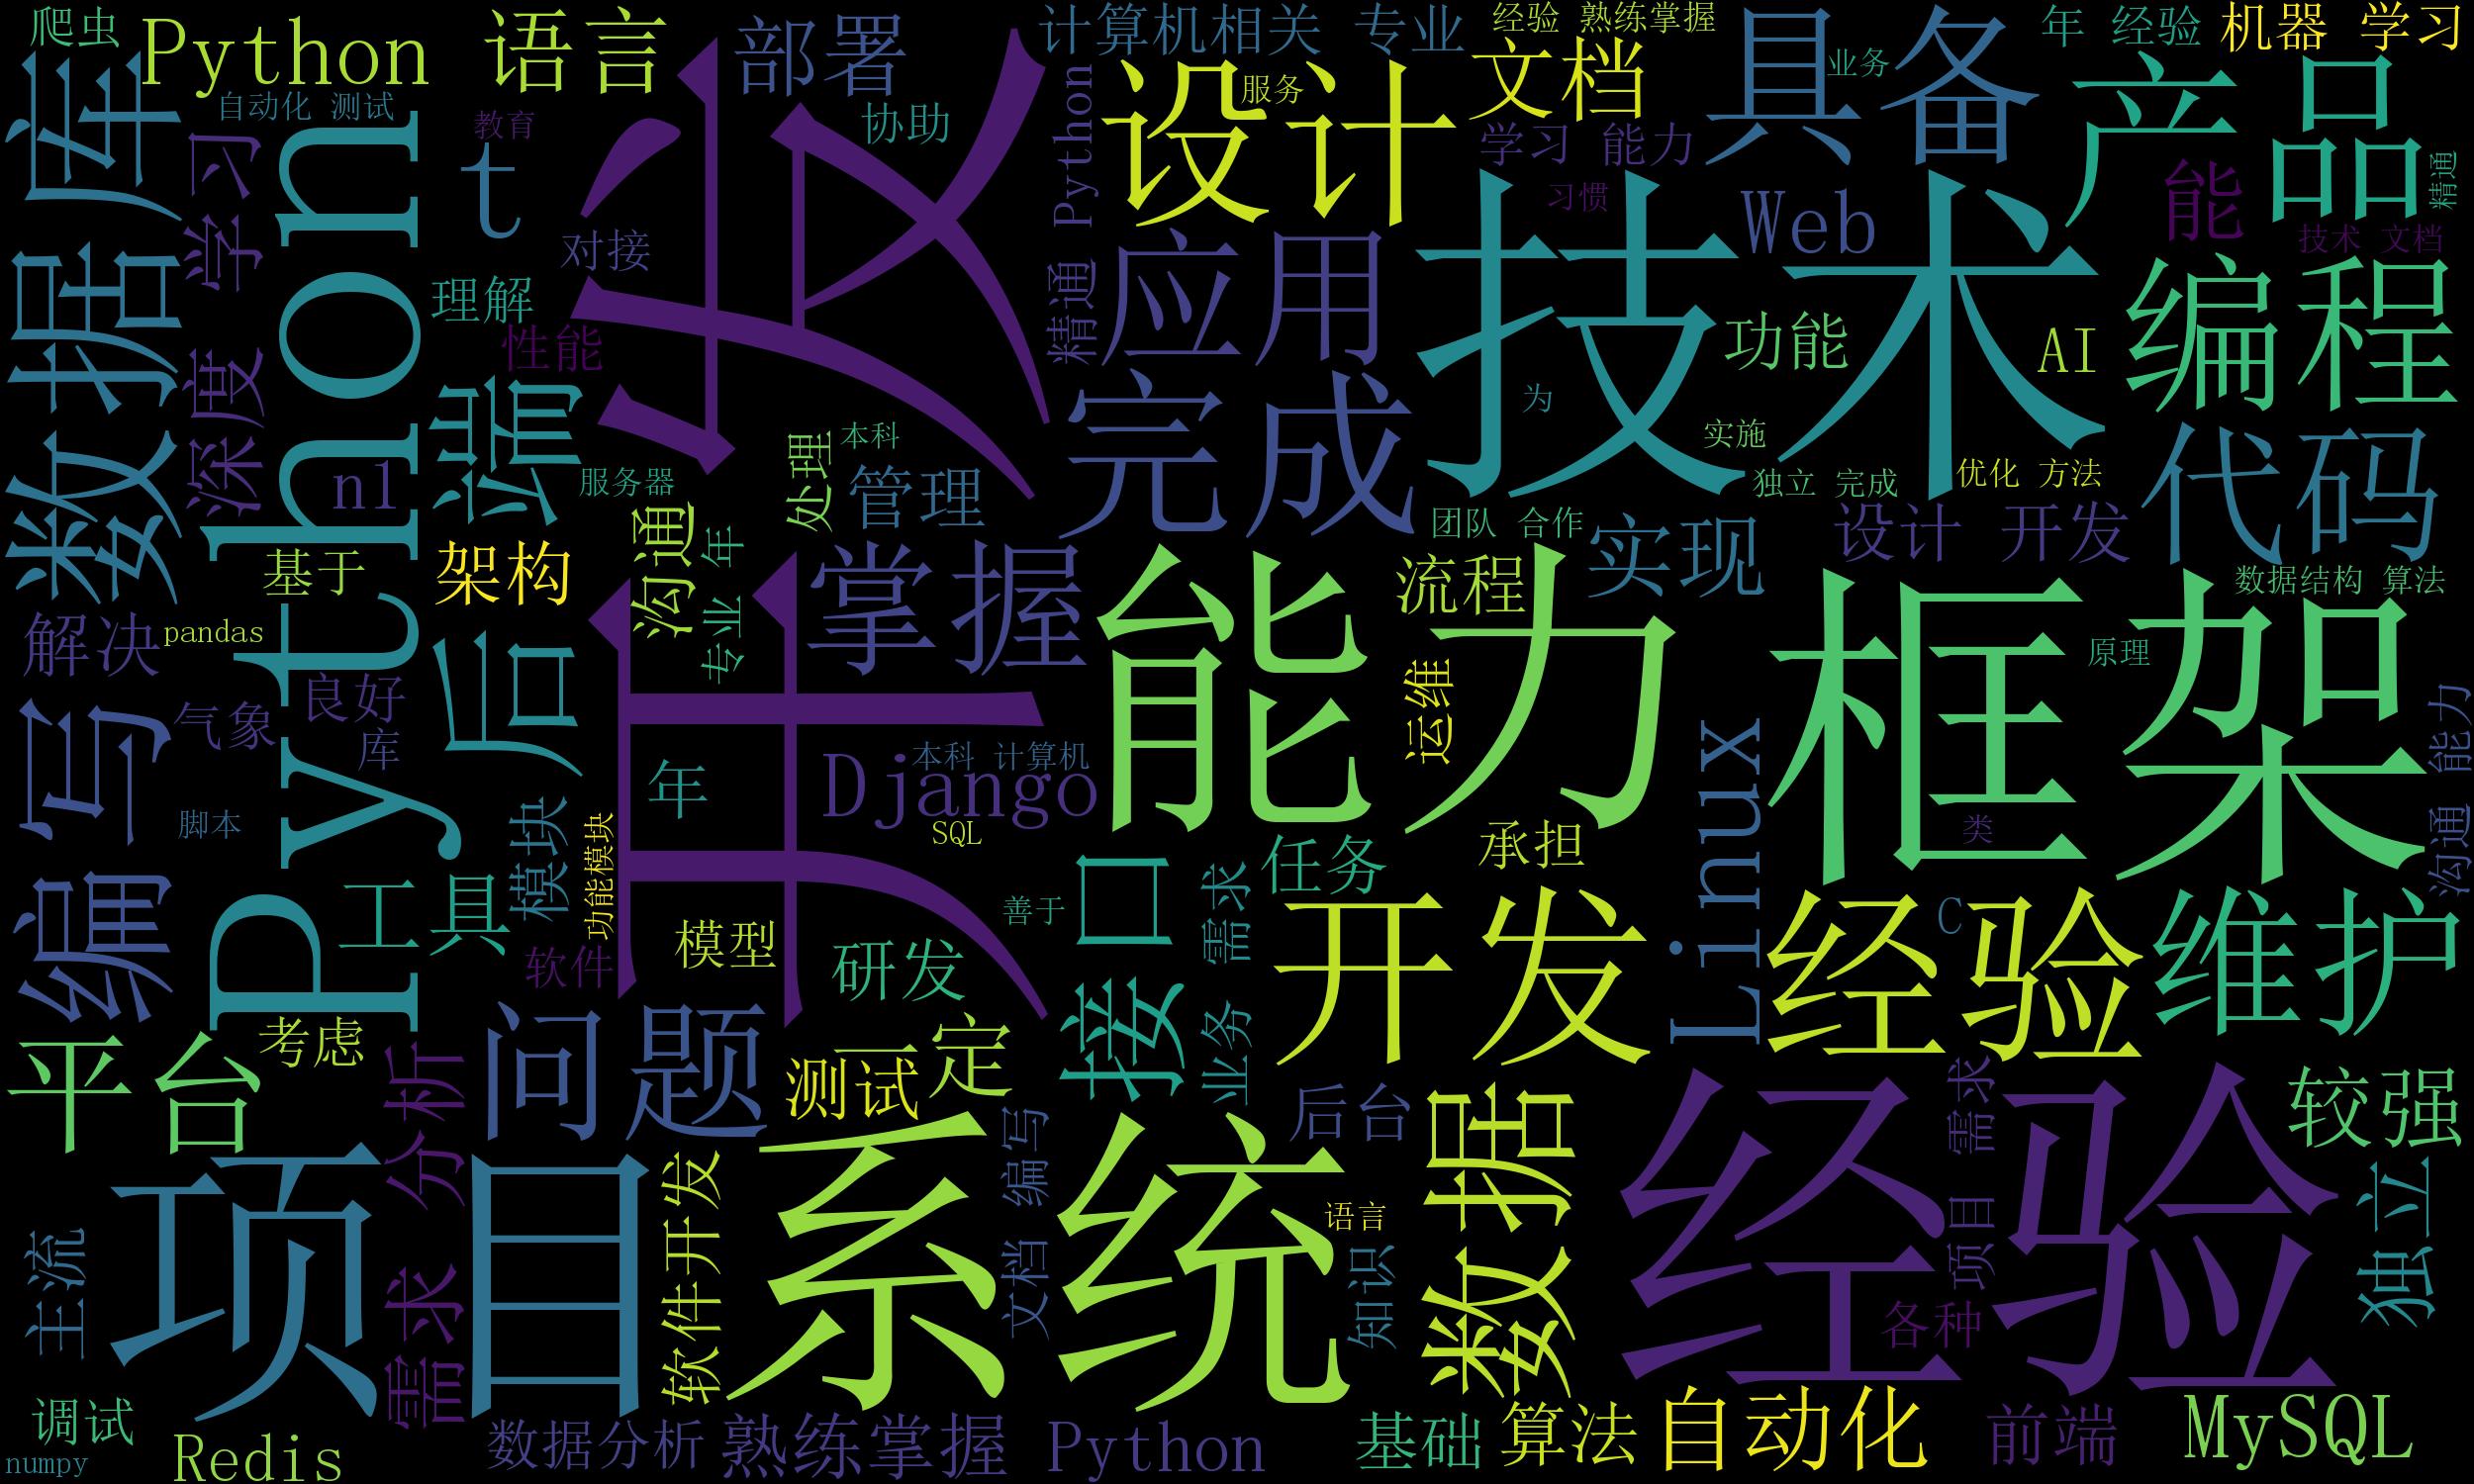 爬虫
Python 语言
部署
计算机相关 专业
经验 熟练掌握
具备
年 经验
机器 学习
数据库
自动化 测试
教育
t
协助
设计
服务
文档
业务
产品
精通
深度 学习
Python
开发
对接
精通 Python
学习 能力
习惯
技术
Web
能
技术 文档
理解
性能
应用
功能
AI
编程
后端
n1
服务器
处理
本科
管理
完成
为
实施
独立 完成
优化 方法
代码
基于
架构
沟通
专业 年
掌握
团队 合作
流程
实现
设计 开发
数据结构 算法
解决
pandas
良好
气象
库
能力
运维
框架
原理
编写
脚本
年
Django
本科 计算机
SQL
Linux
类
沟通 能力
模块
功能模块
工具
软件
模型
研发
善于
接口
业务 需求
任务
承担
开发
经验
C
维护
平台
考虑
问题
测试
一定
后台
数据
项目 需求
较强
项目
需求 分析
软件开发
系统
文档 编写
语言
知识
经验
各种
独立
主流
调试
numpy
Redis
数据分析
熟练掌握 Python
基础
算法
自动化
前端
MySQL